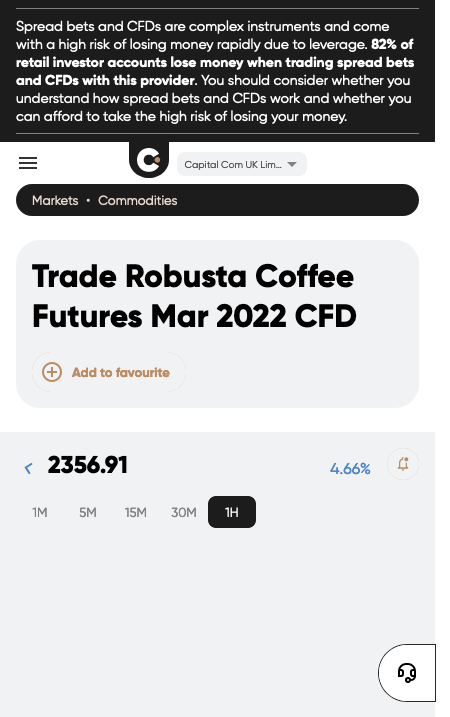 Spread bets and CFDs are complex instruments and come
with a high risk of losing money rapidly due to leverage. 82% of
retail investor accounts lose money when trading spread bets
and CFDs with this provider. You should consider whether you
understand how spread bets and CFDs work and whether you
can afford to take the high risk of losing your money.
Capital Com UK Lim...
Markets • Commodities
Trade Robusta Coffee
Futures Mar 2022 CFD
Add to favourite
2356.91
4.66%
1M 5M 15M 30M 1H